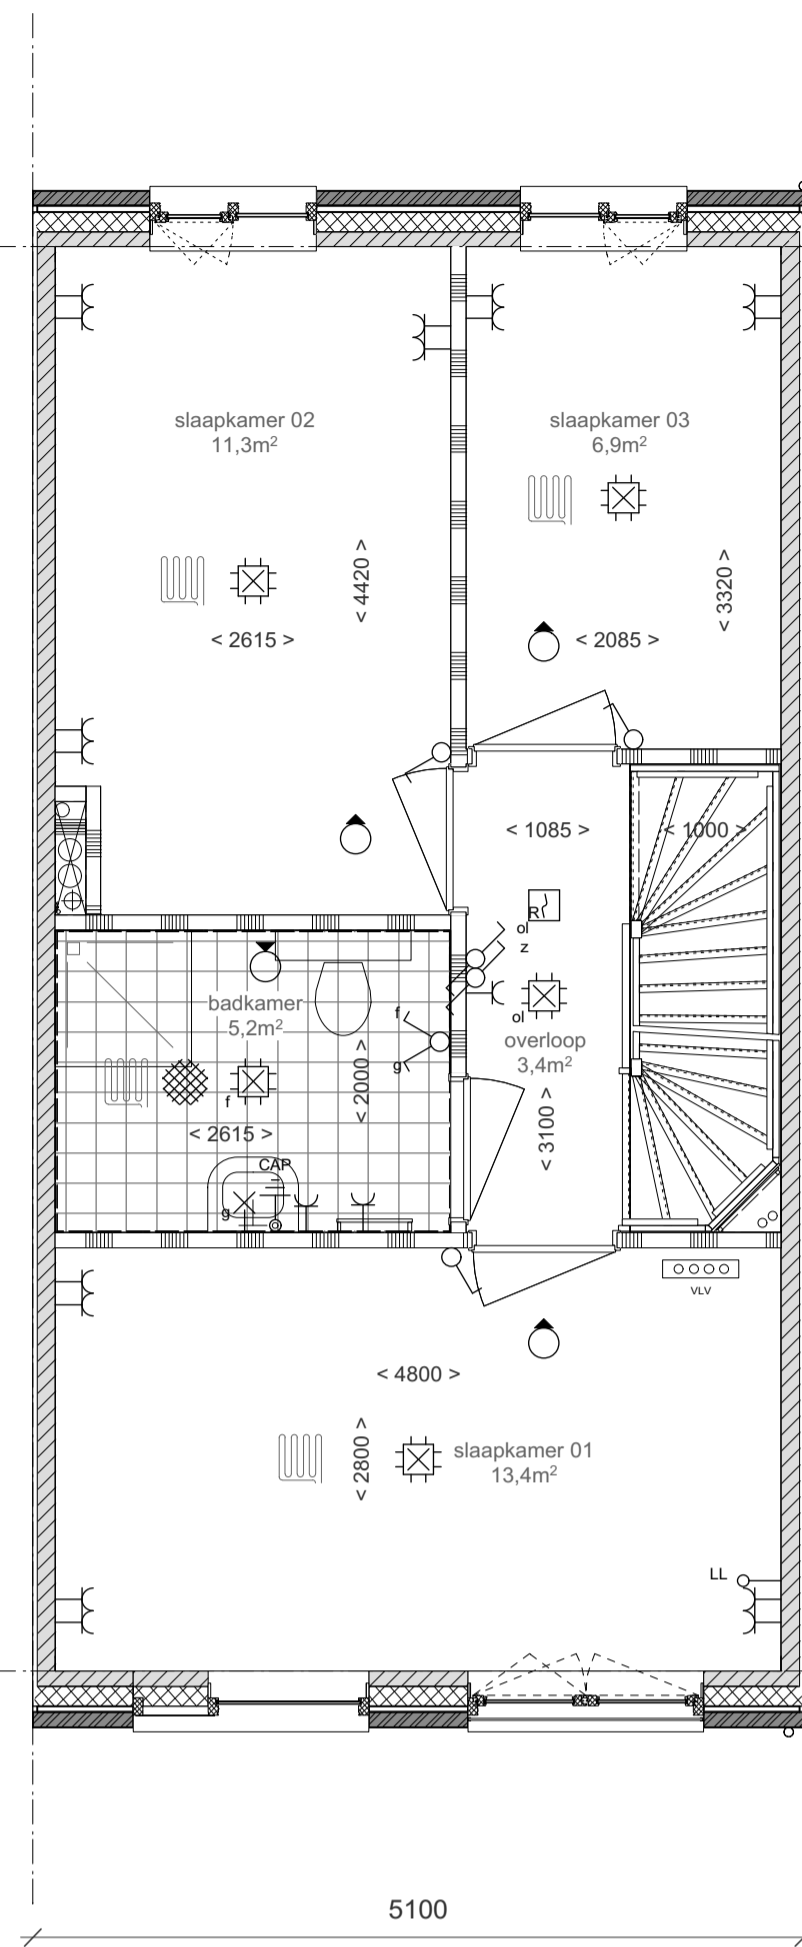 slaapkamer 02
11,3m²
slaapkamer 03
6,9m²
< 4420 >
< 3320 >
< 2615 >
< 2085 >
< 1085 >
< 1000 >
R
ol
z
badkamer
5,2m²
f
ol
overloop
3,4m²
g
< 2000 >
f
< 2615 >
< 3100 >
CAP
g
VLV
< 4800 >
< 2800 >
slaapkamer 01
13,4m²
LL
5100